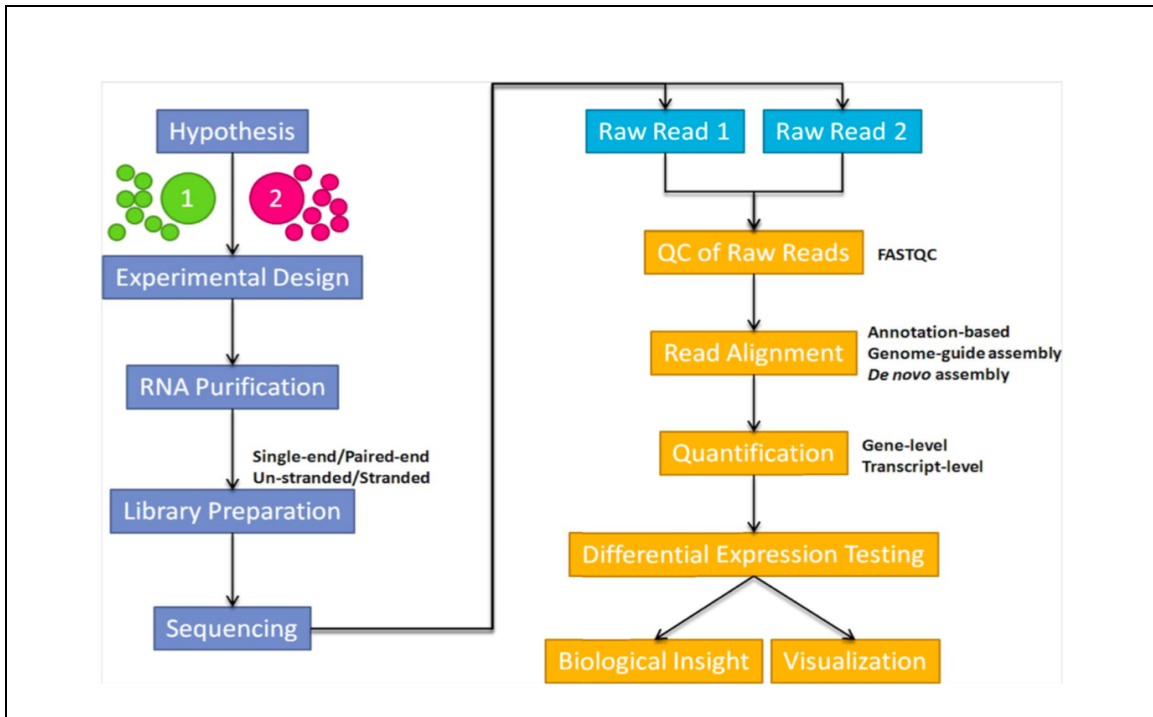 Hypothesis
1
2
Experimental Design
RNA Purification
Single-end/Paired-end
Un-stranded/Stranded
Library Preparation
Sequencing
Raw Read 1
Raw Read 2
QC of Raw Reads
FASTQC
Read Alignment
Annotation-based
Genome-guide assembly
De novo assembly
Quantification
Gene-level
Transcript-level
Differential Expression Testing
Biological Insight
Visualization